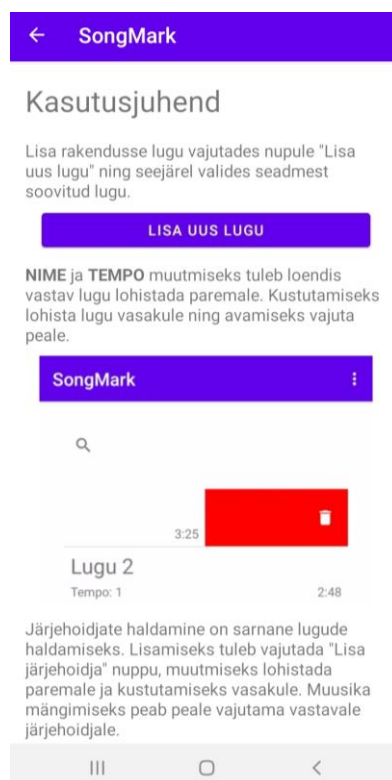 SongMark
Kasutusjuhend
Lisa rakendusse lugu vajutades nupule "Lisa
uus lugu" ning seejärel valides seadmest
soovitud lugu.
LISA UUS LUGU
NIME ja TEMPO muutmiseks tuleb loendis
vastav lugu lohistada paremale. Kustutamiseks
lohista lugu vasakule ning avamiseks vajuta
peale.
SongMark
3:25
Lugu 2
Tempo: 1 2:48
Järjehoidjate haldamine on sarnane lugude
haldamiseks. Lisamiseks tuleb vajutada "Lisa
järjehoidja" nuppu, muutmiseks lohistada
paremale ja kustutamiseks vasakule. Muusika
mängimiseks peab peale vajutama vastavale
järjehoidjale.